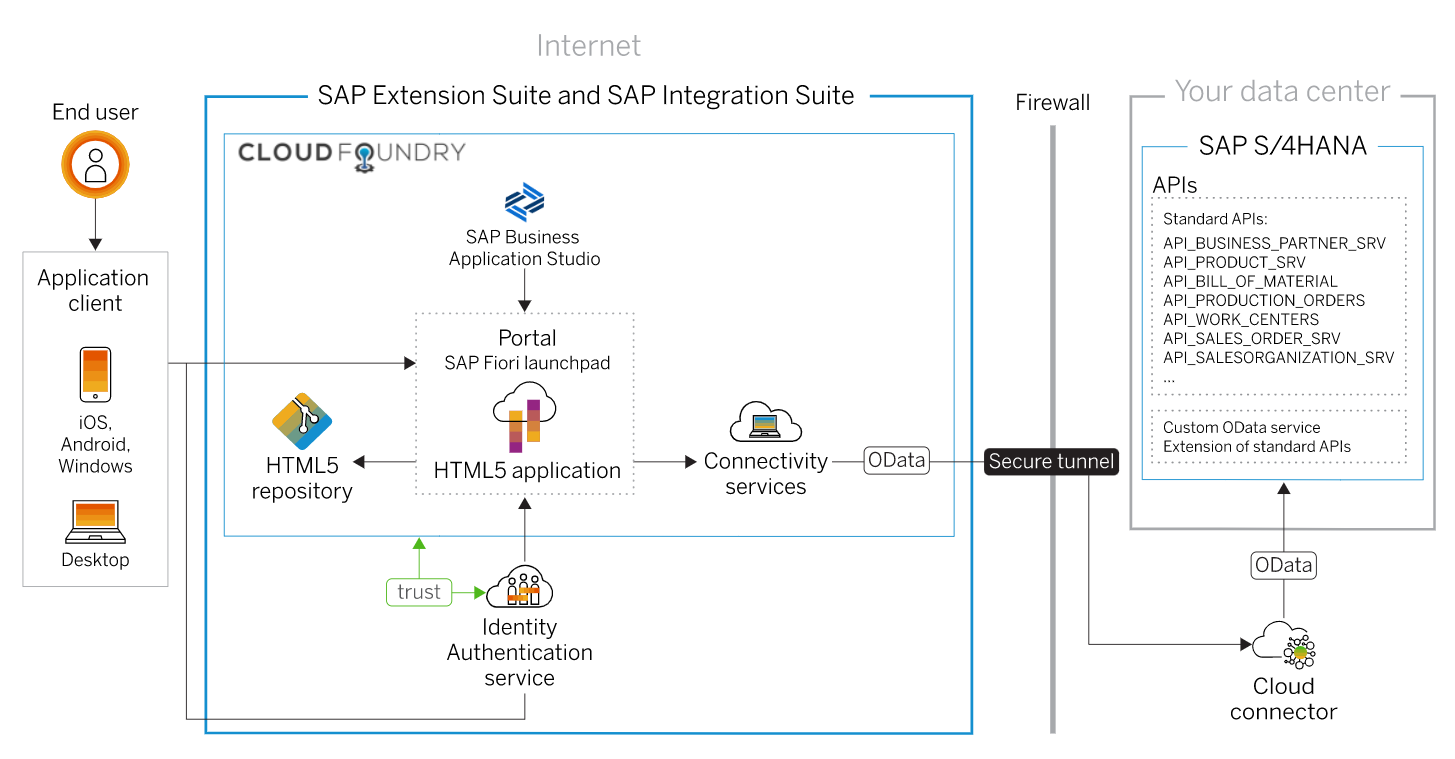 Internet
SAP Extension Suite and SAP Integration Suite
End user
Application
client
iOS,
Android,
Windows
Desktop
CLOUD FOUNDRY
SAP Business
Application Studio
Portal
SAP Fiori launchpad
HTML5 application
HTML5
repository
Connectivity
services
OData
trust
Identity
Authentication
service
Firewall
Secure tunnel
Your data center
SAP S/4HANA
APIs
Standard APIs:
API_BUSINESS_PARTNER_SRV
API_PRODUCT_SRV
API_BILL_OF_MATERIAL
API_PRODUCTION_ORDERS
API_WORK_CENTERS
API_SALES_ORDER_SRV
API_SALESORGANIZATION_SRV
...
Custom OData service
Extension of standard APIs
OData
Cloud
connector